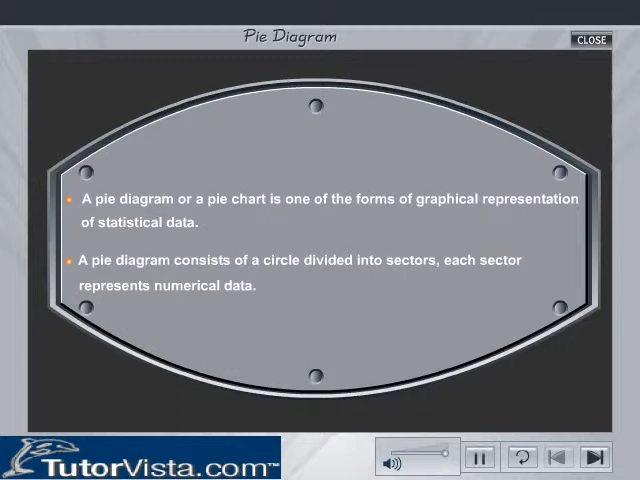 Pie Diagram
CLOSE
A pie diagram or a pie chart is one of the forms of graphical representation
of statistical data.
A pie diagram consists of a circle divided into sectors, each sector
represents numerical data.
TutorVista.com™